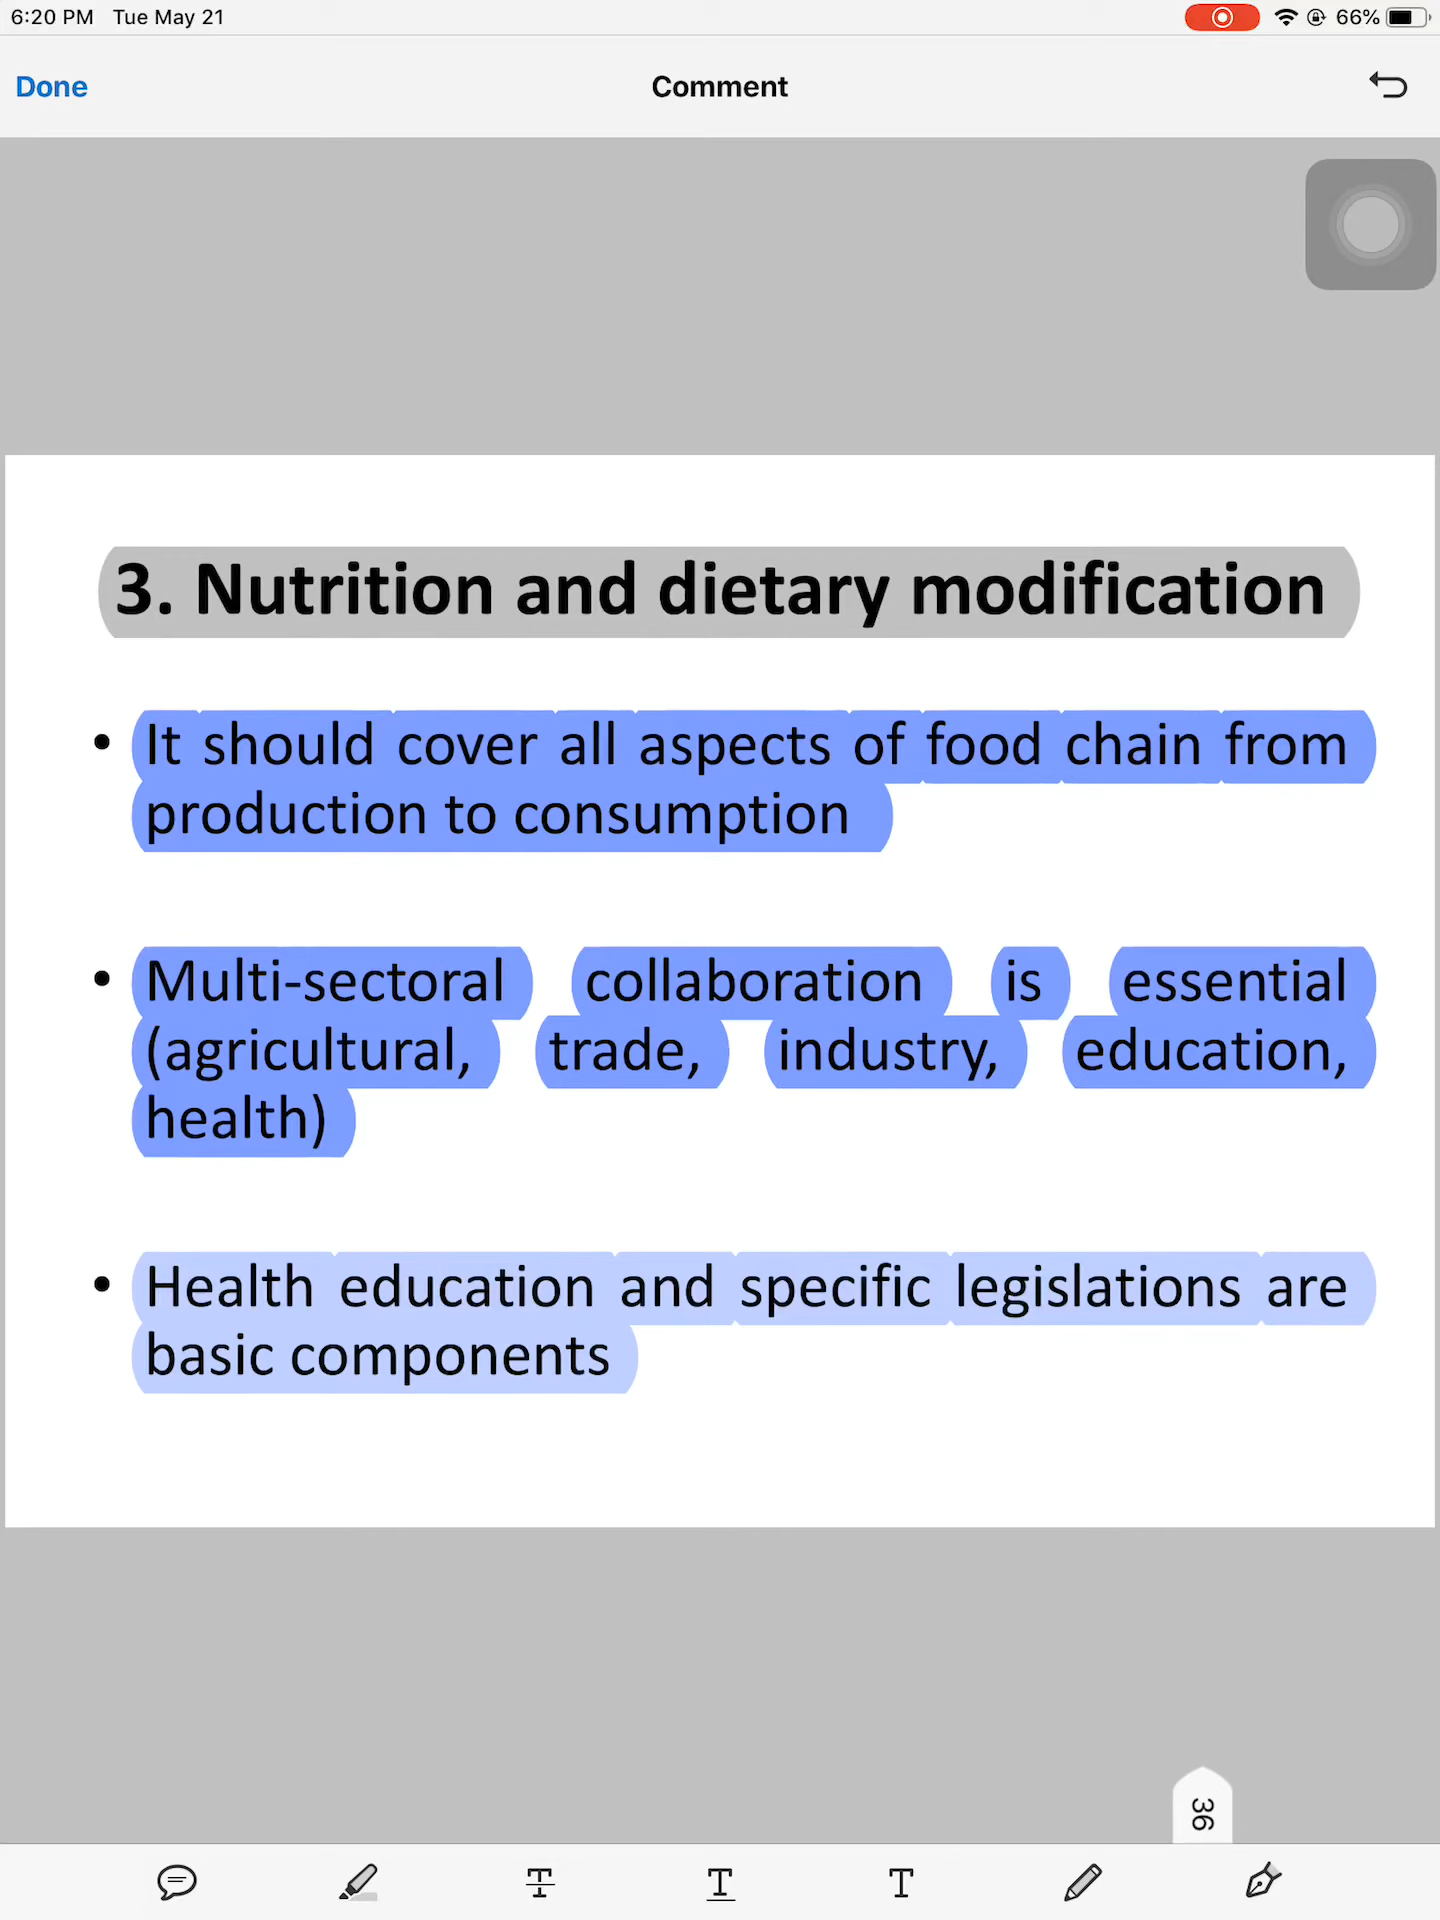 6:20 PM Tue May 21
66%
Done
Comment
3. Nutrition and dietary modification
• It should cover all aspects of food chain from
production to consumption
• Multi-sectoral collaboration is essential
(agricultural, trade, industry, education,
health)
• Health education and specific legislations are
basic components
36